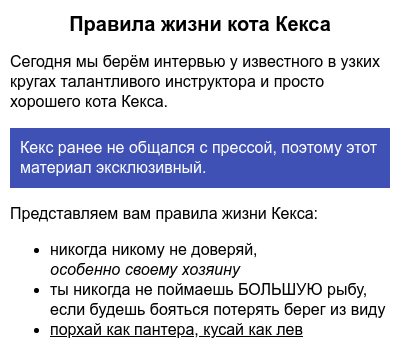 Правила жизни кота Кекса
Сегодня мы берём интервью у известного в узких
кругах талантливого инструктора и просто
хорошего кота Кекса.
Кекс ранее не общался с прессой, поэтому этот
материал эксклюзивный.
Представляем вам правила жизни Кекса:
• никогда никому не доверяй,
особенно своему хозяину
• ты никогда не поймаешь БОЛЬШУЮ рыбу,
если будешь бояться потерять берег из виду
• порхай как пантера, кусай как лев